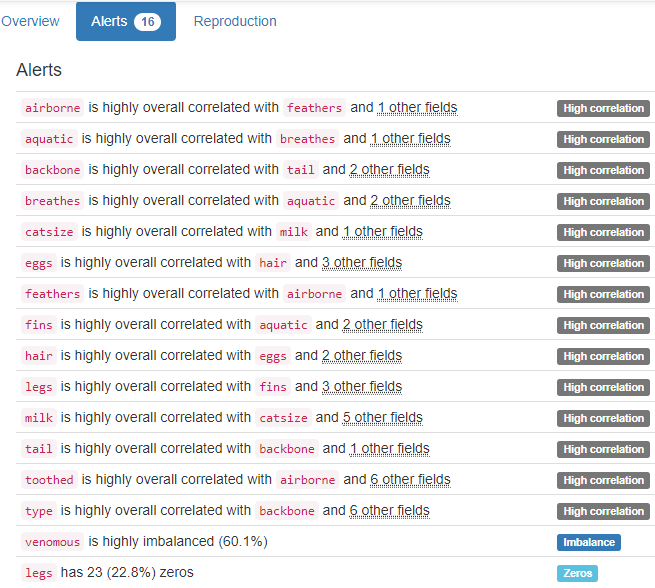 Overview Alerts 16 Reproduction
Alerts
airborne is highly overall correlated with feathers and 1 other fields High correlation
aquatic is highly overall correlated with breathes and 1 other fields High correlation
backbone is highly overall correlated with tail and 2 other fields High correlation
breathes is highly overall correlated with aquatic and 2 other fields High correlation
catsize is highly overall correlated with milk and 1 other fields High correlation
eggs is highly overall correlated with hair and 3 other fields High correlation
feathers is highly overall correlated with airborne and 1 other fields High correlation
fins is highly overall correlated with aquatic and 2 other fields High correlation
hair is highly overall correlated with eggs and 2 other fields High correlation
legs is highly overall correlated with fins and 3 other fields High correlation
milk is highly overall correlated with catsize and 5 other fields High correlation
tail is highly overall correlated with backbone and 1 other fields High correlation
toothed is highly overall correlated with airborne and 6 other fields High correlation
type is highly overall correlated with backbone and 6 other fields High correlation
venomous is highly imbalanced (60.1%) Imbalance
legs has 23 (22.8%) zeros Zeros